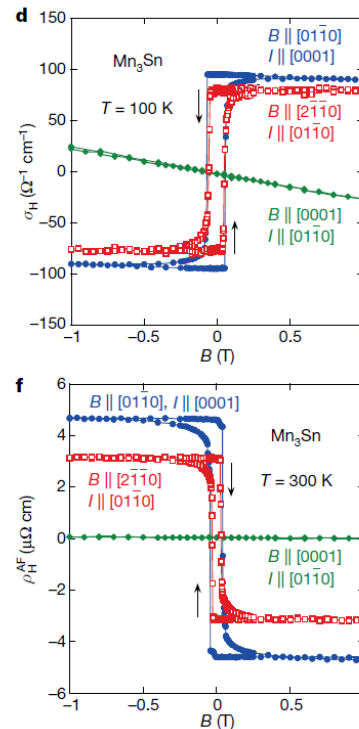 d
150
B || [011̅0]
I || [0001]
Mn₃Sn
100
T = 100 K
B || [21̅1̅0]
I || [011̅0]
50
σH (Ω⁻¹ cm⁻¹)
0
B || [0001]
I || [011̅0]
−50
−100
−150
−1 −0.5 0 0.5
B (T)
f
6
B || [011̅0], I || [0001]
Mn₃Sn
4
B || [21̅1̅0]
I || [011̅0]
T = 300 K
2
ρH^AF (μΩ cm)
0
B || [0001]
I || [011̅0]
−2
−4
−6
−1 −0.5 0 0.5
B (T)